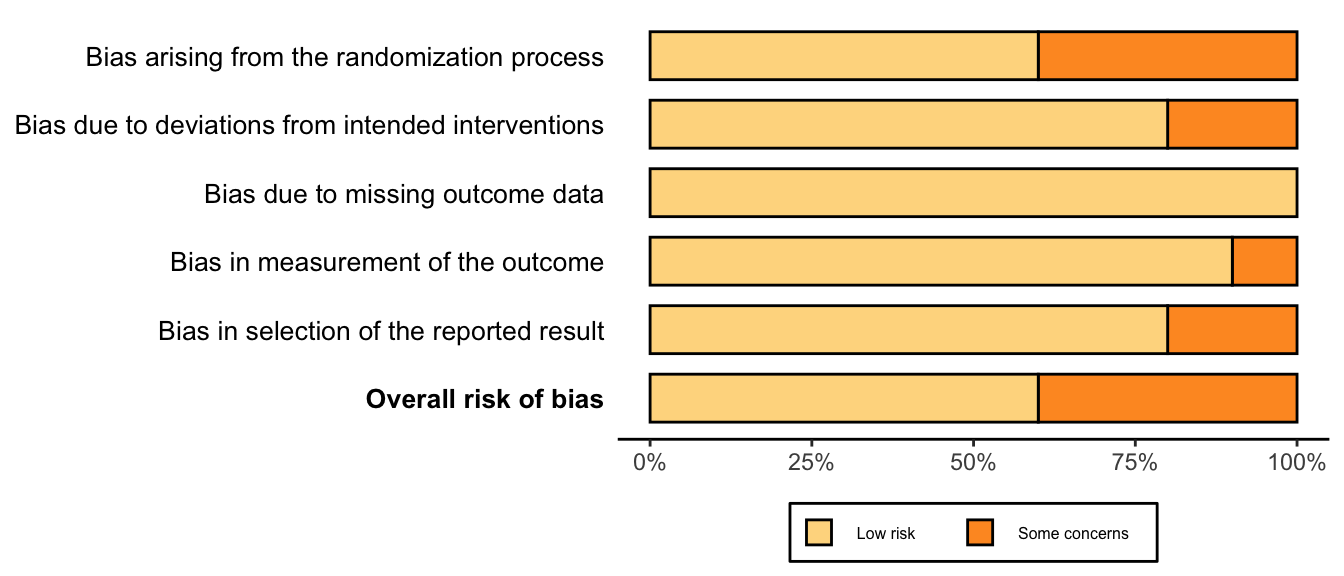 Bias arising from the randomization process
Bias due to deviations from intended interventions
Bias due to missing outcome data
Bias in measurement of the outcome
Bias in selection of the reported result
Overall risk of bias
0% 25% 50% 75% 100%
Low risk Some concerns